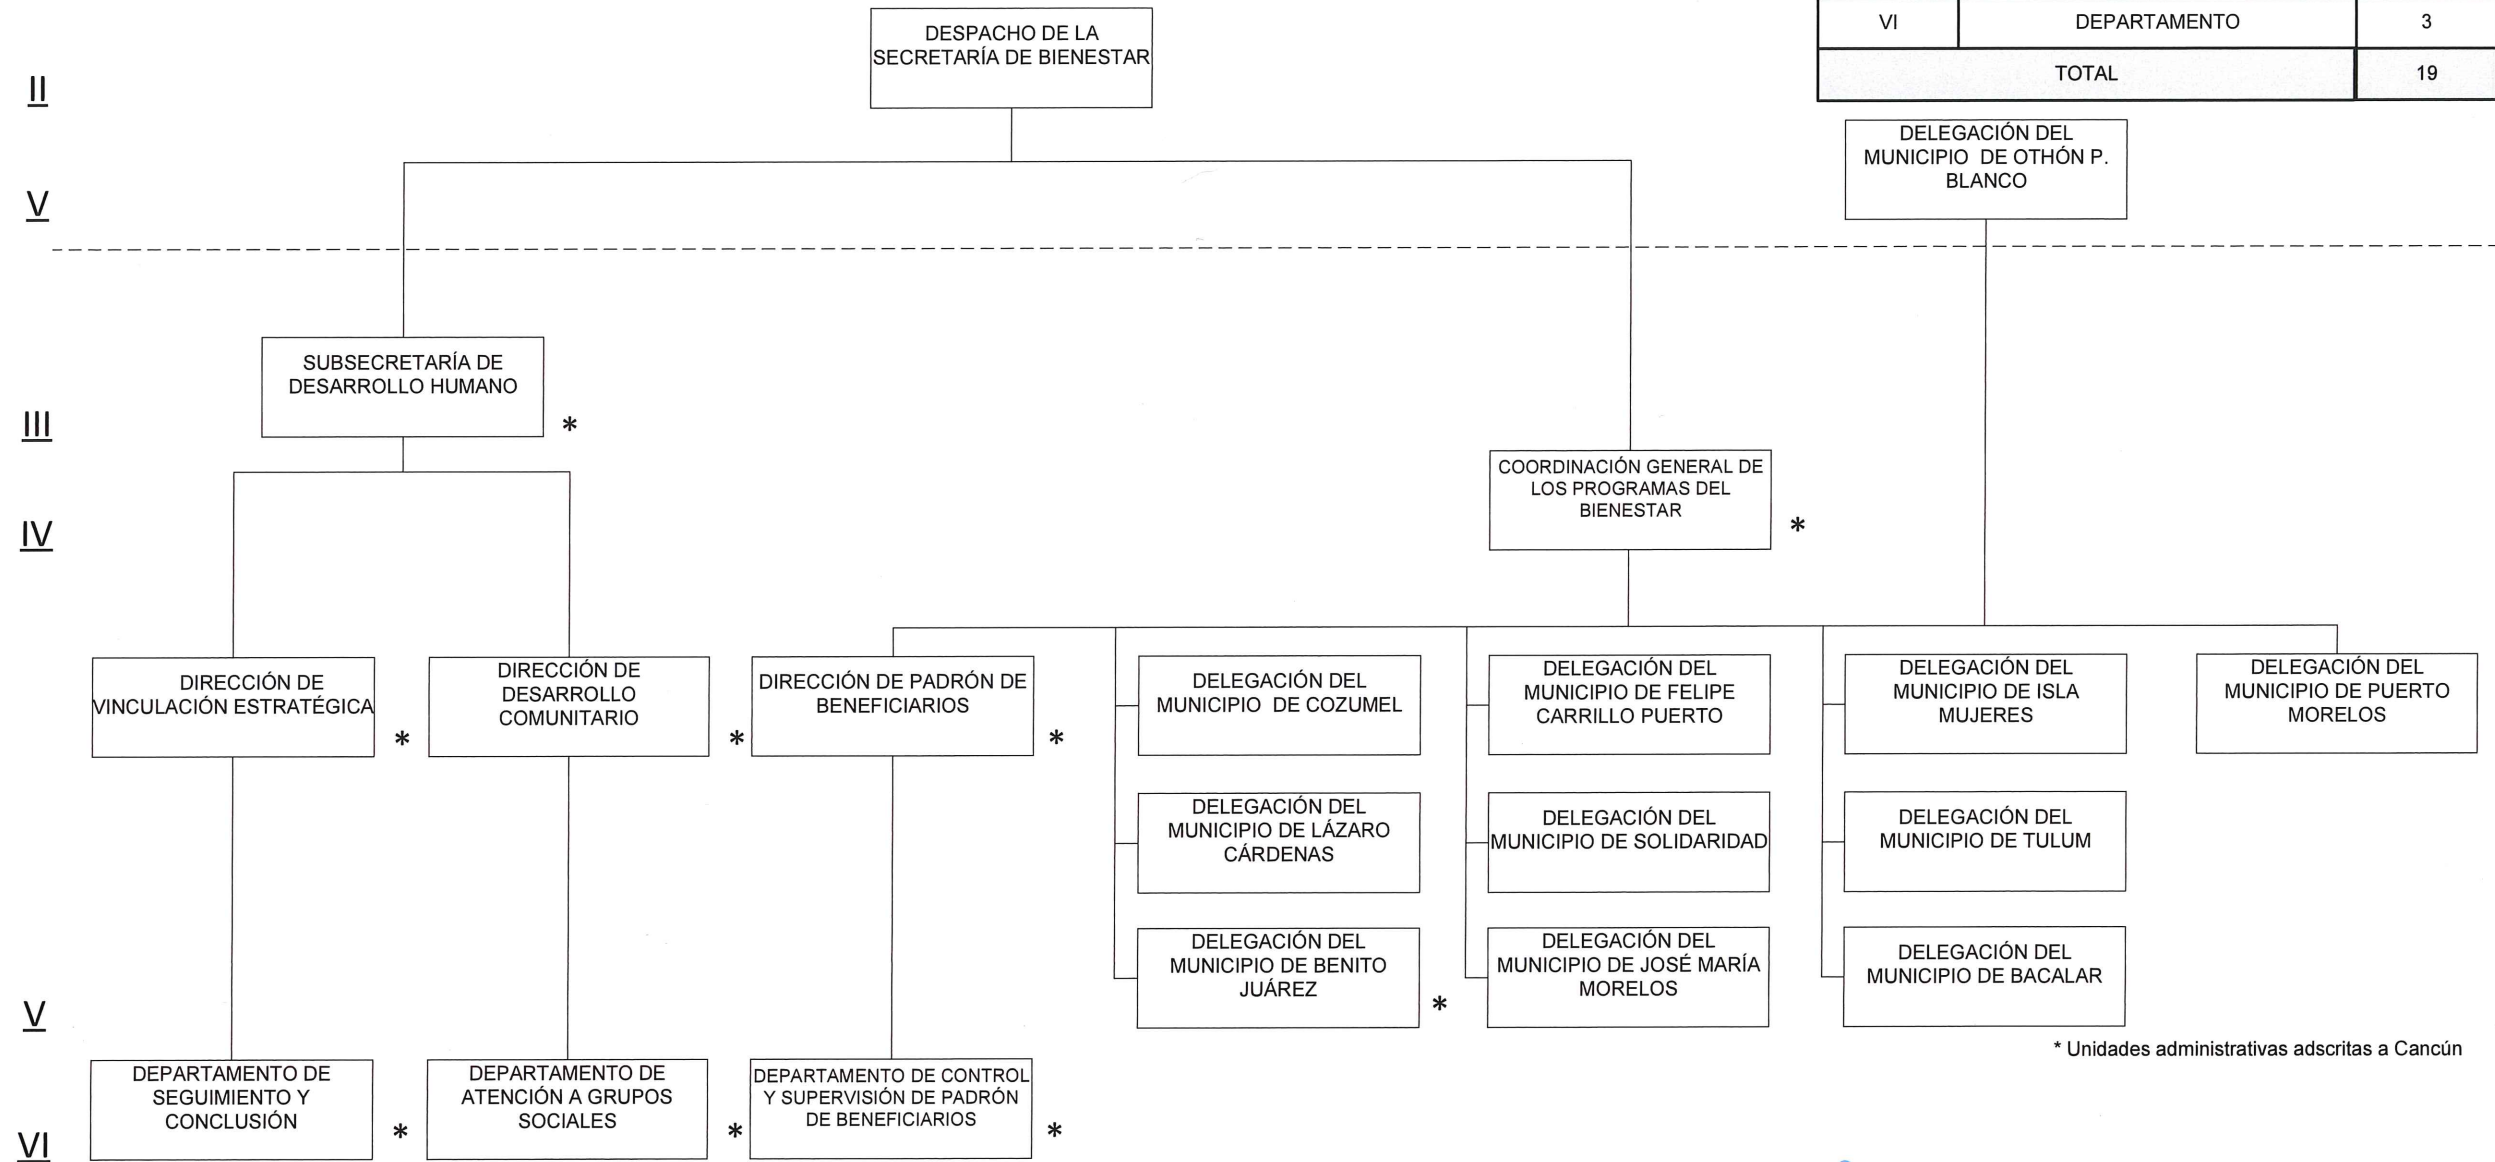 VI DEPARTAMENTO 3
TOTAL 19
DESPACHO DE LA
SECRETARÍA DE BIENESTAR
II
DELEGACIÓN DEL
MUNICIPIO DE OTHÓN P.
BLANCO
V
SUBSECRETARÍA DE
DESARROLLO HUMANO
*
III
COORDINACIÓN GENERAL DE
LOS PROGRAMAS DEL
BIENESTAR
*
IV
DIRECCIÓN DE
VINCULACIÓN ESTRATÉGICA
*
DIRECCIÓN DE
DESARROLLO
COMUNITARIO
*
DIRECCIÓN DE PADRÓN DE
BENEFICIARIOS
*
DELEGACIÓN DEL
MUNICIPIO DE COZUMEL
DELEGACIÓN DEL
MUNICIPIO DE FELIPE
CARRILLO PUERTO
DELEGACIÓN DEL
MUNICIPIO DE ISLA
MUJERES
DELEGACIÓN DEL
MUNICIPIO DE PUERTO
MORELOS
DELEGACIÓN DEL
MUNICIPIO DE LÁZARO
CÁRDENAS
DELEGACIÓN DEL
MUNICIPIO DE SOLIDARIDAD
DELEGACIÓN DEL
MUNICIPIO DE TULUM
DELEGACIÓN DEL
MUNICIPIO DE BENITO
JUÁREZ
*
DELEGACIÓN DEL
MUNICIPIO DE JOSÉ MARÍA
MORELOS
DELEGACIÓN DEL
MUNICIPIO DE BACALAR
V
* Unidades administrativas adscritas a Cancún
DEPARTAMENTO DE
SEGUIMIENTO Y
CONCLUSIÓN
*
DEPARTAMENTO DE
ATENCIÓN A GRUPOS
SOCIALES
*
DEPARTAMENTO DE CONTROL
Y SUPERVISIÓN DE PADRÓN
DE BENEFICIARIOS
*
VI